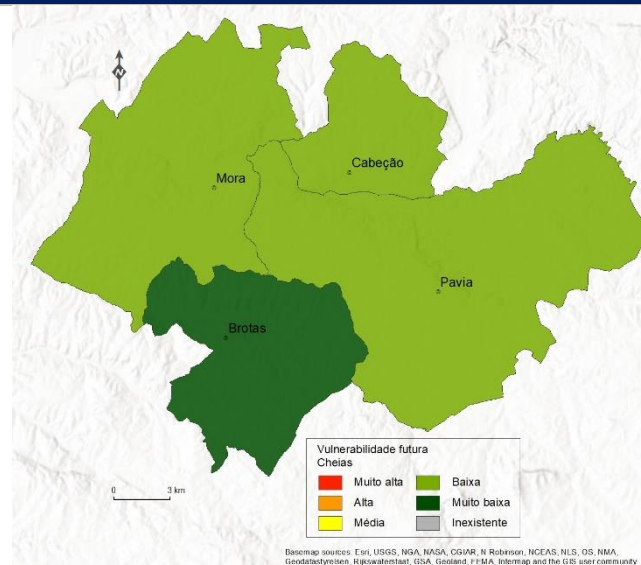 N
Cabeção
Mora
Pavia
Brotas
Vulnerabilidade futura
Cheias
Muito alta
Baixa
Alta
Muito baixa
Média
Inexistente
0 3 km
Basemap sources: Esri, USGS, NGA, NASA, CGIAR, N Robinson, NCEAS, NLS, OS, NMA,
Geodatastyrelsen, Rijkswaterstaat, GSA, Geoland, FEMA, Intermap and the GIS user community